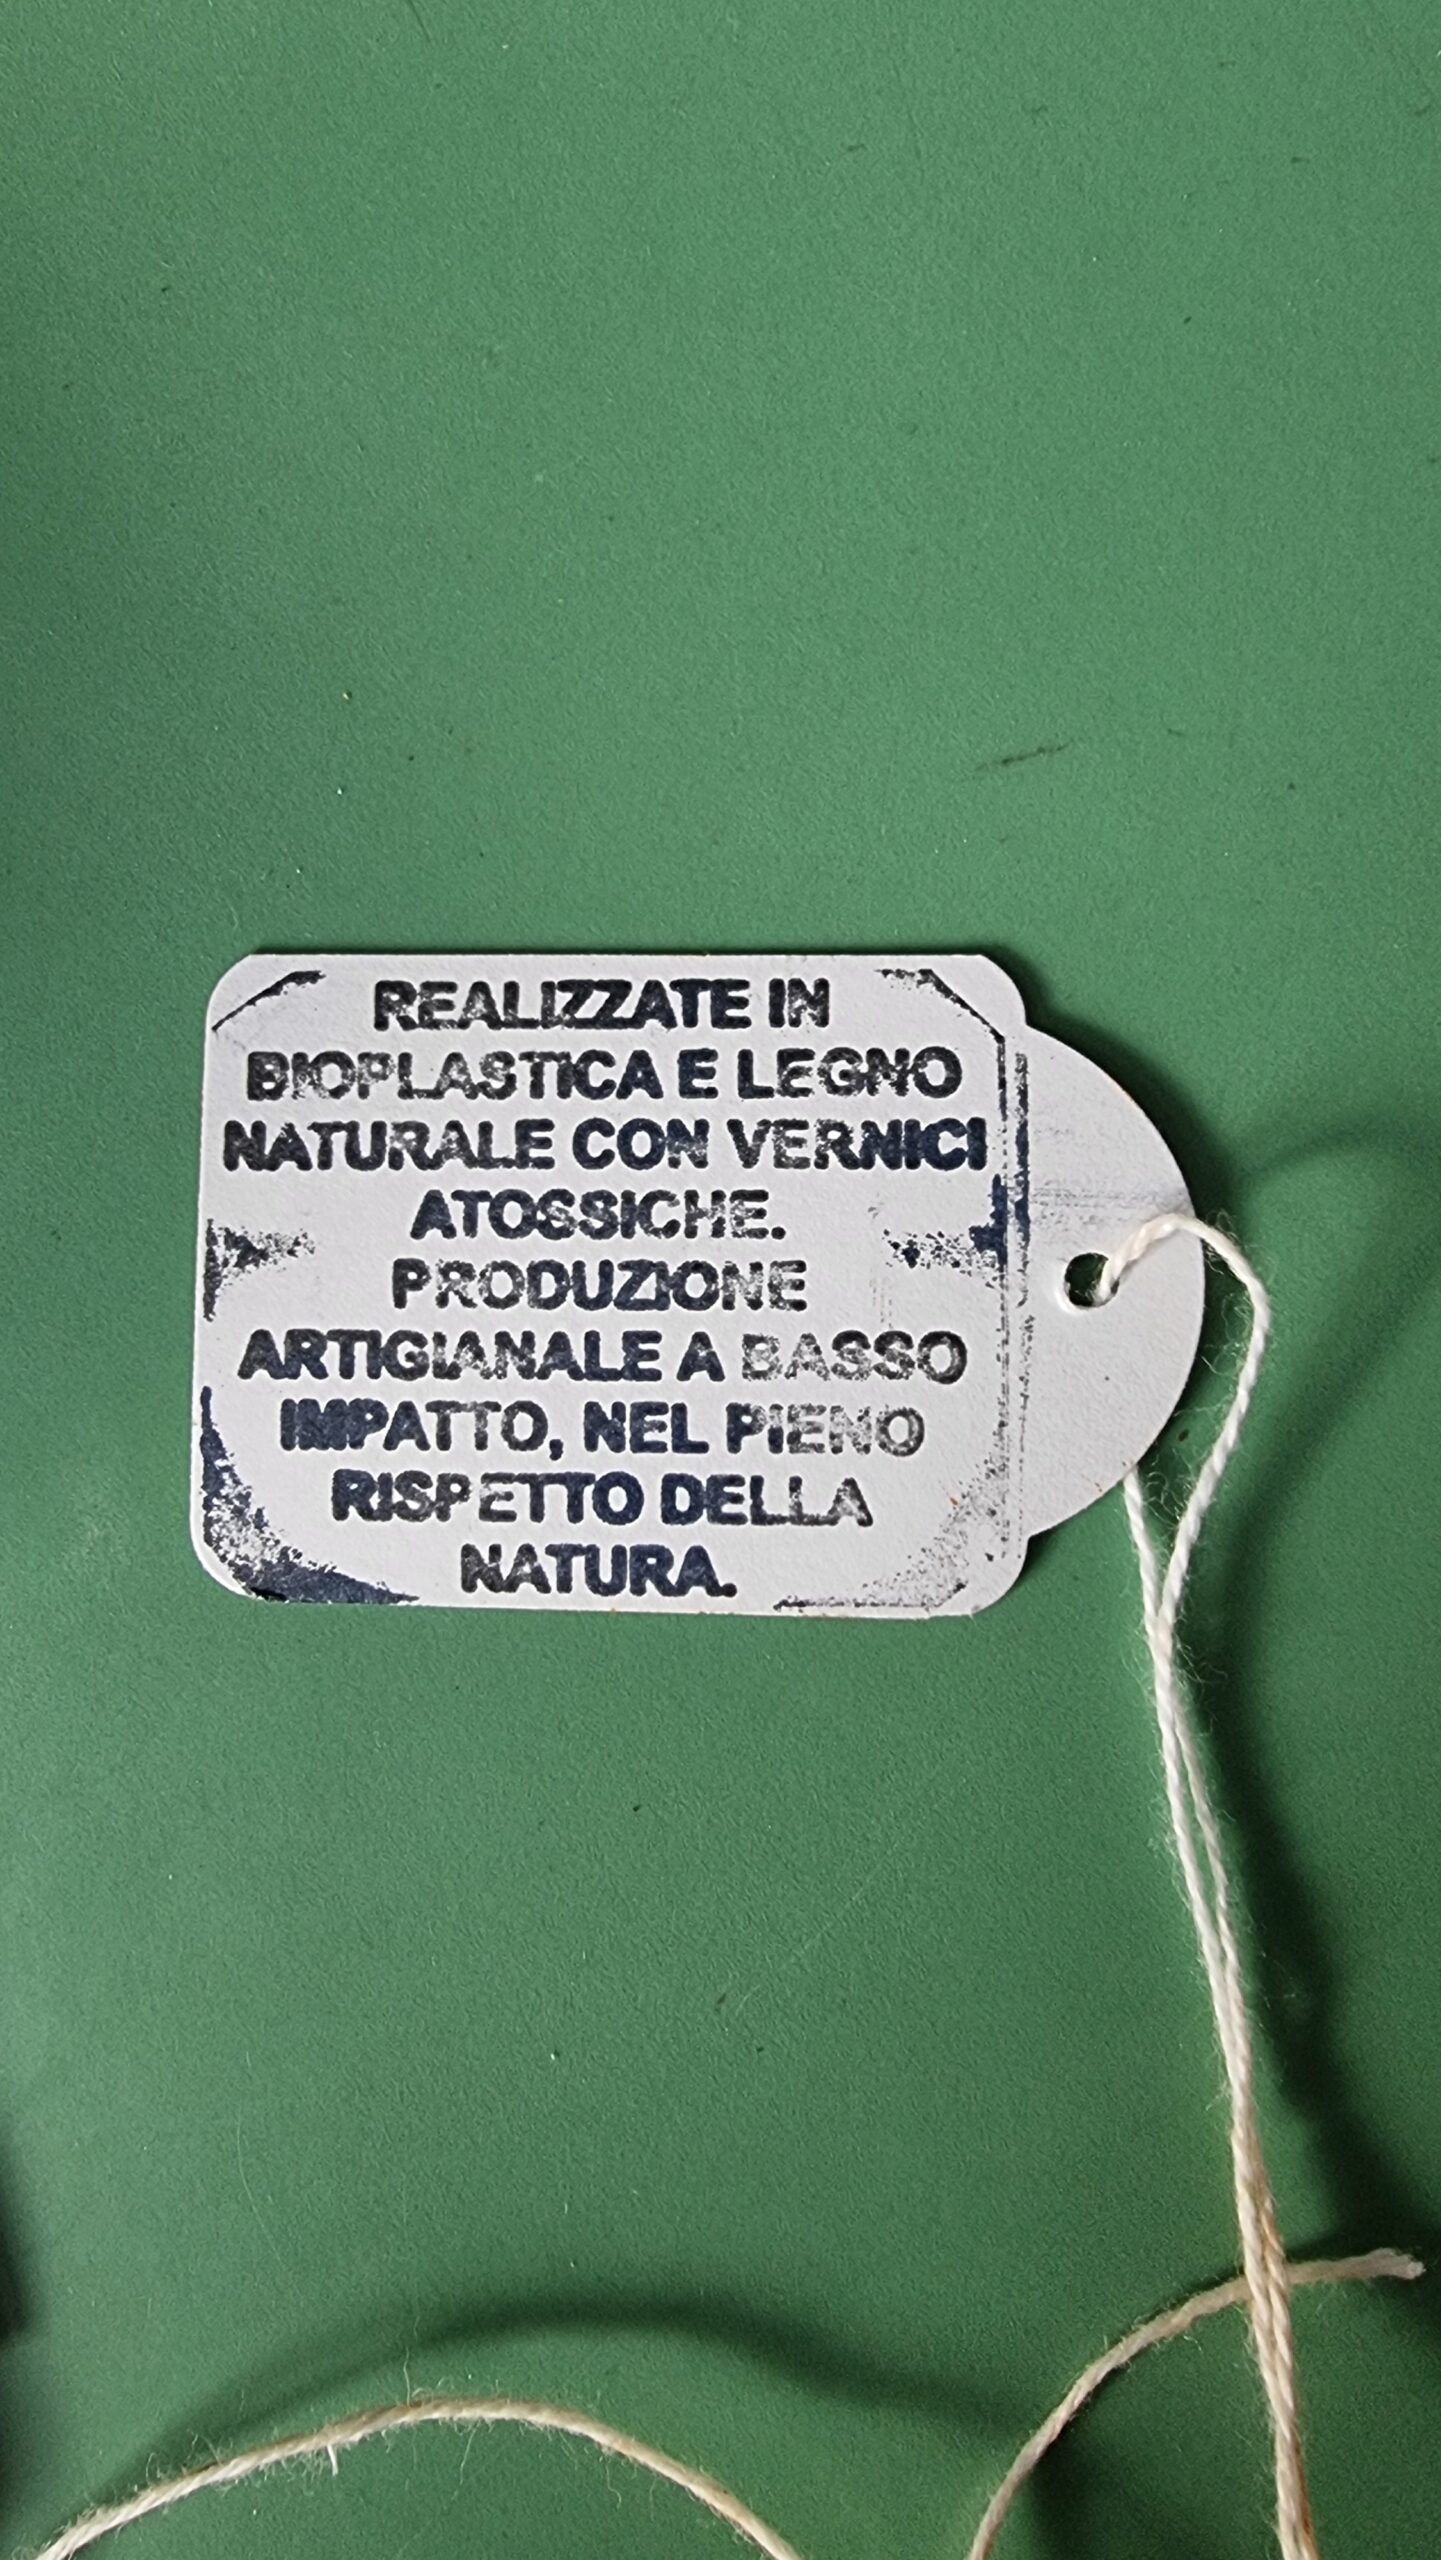 REALIZZATE IN
BIOPLASTICA E LEGNO
NATURALE CON VERNICI
ATOSSICHE.
PRODUZIONE
ARTIGIANALE A BASSO
IMPATTO, NEL PIENO
RISPETTO DELLA
NATURA.